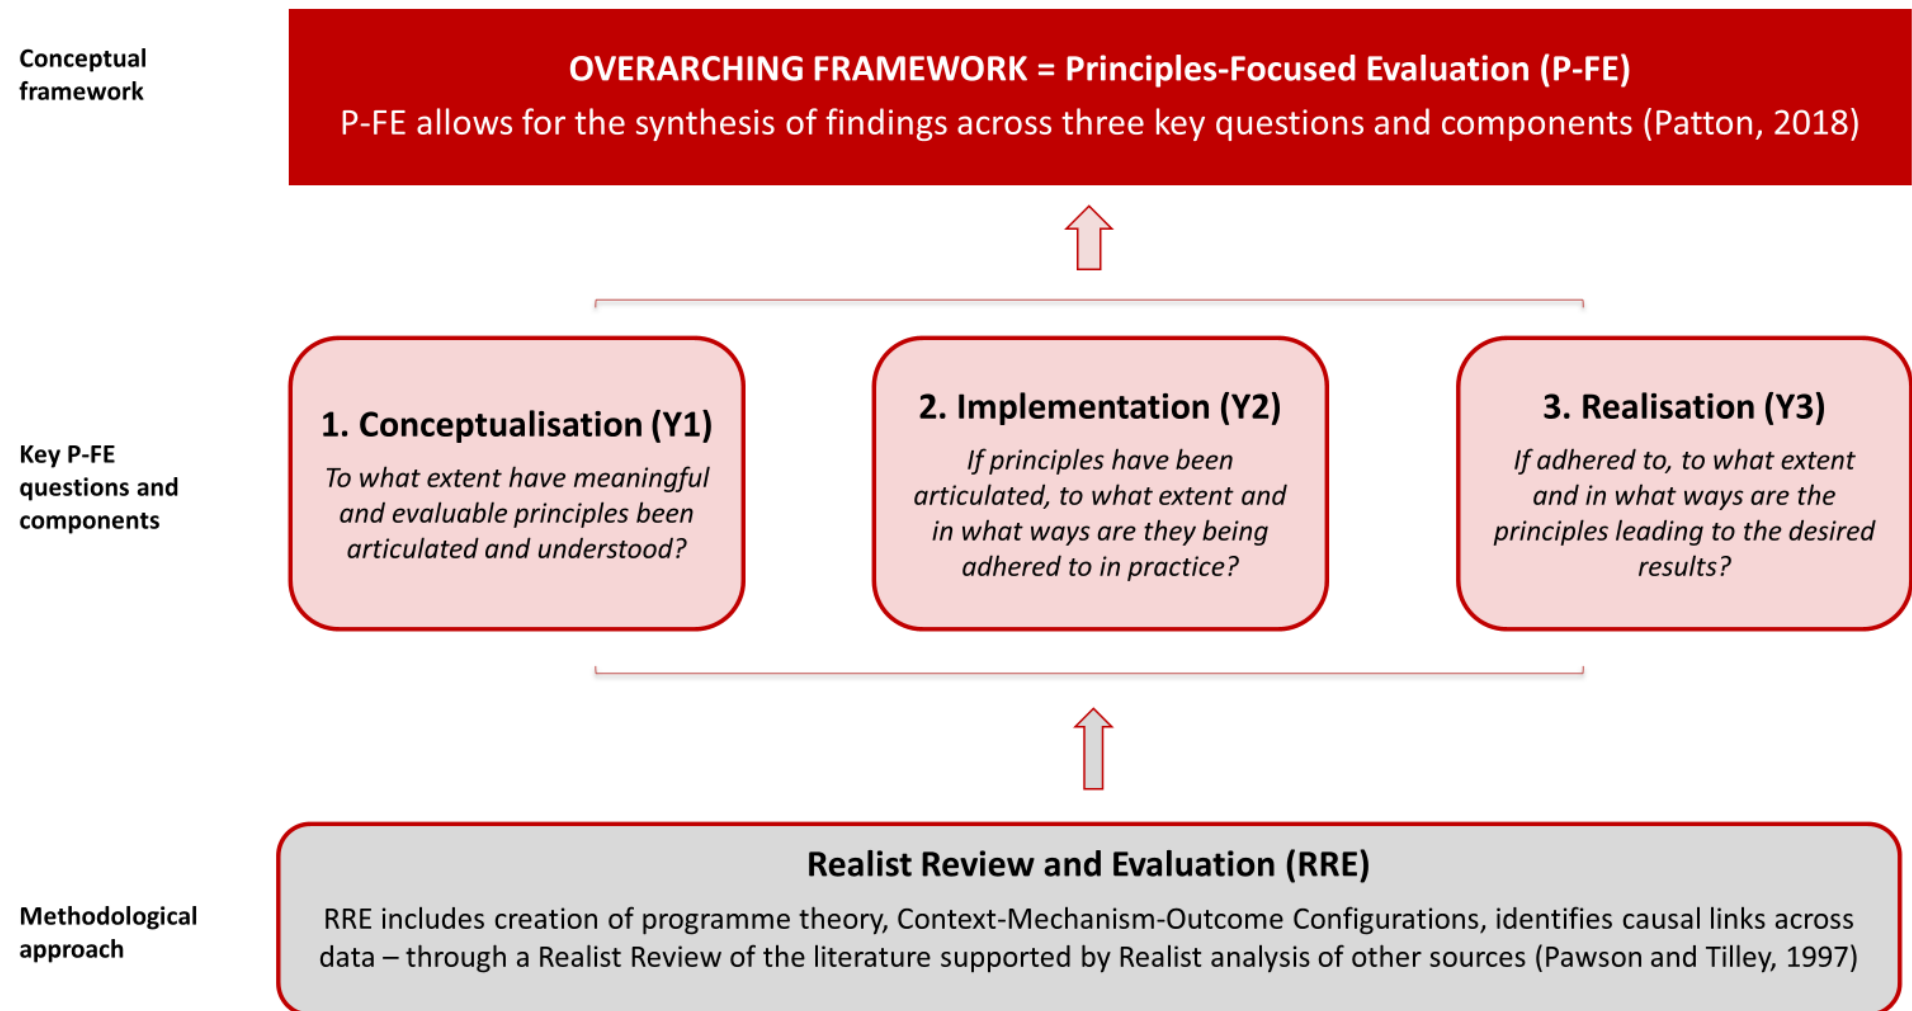 Conceptual
framework
OVERARCHING FRAMEWORK = Principles-Focused Evaluation (P-FE)
P-FE allows for the synthesis of findings across three key questions and components (Patton, 2018)
Key P-FE
questions and
components
1. Conceptualisation (Y1)
To what extent have meaningful
and evaluable principles been
articulated and understood?
2. Implementation (Y2)
If principles have been
articulated, to what extent and
in what ways are they being
adhered to in practice?
3. Realisation (Y3)
If adhered to, to what extent
and in what ways are the
principles leading to the desired
results?
Methodological
approach
Realist Review and Evaluation (RRE)
RRE includes creation of programme theory, Context-Mechanism-Outcome Configurations, identifies causal links across
data – through a Realist Review of the literature supported by Realist analysis of other sources (Pawson and Tilley, 1997)